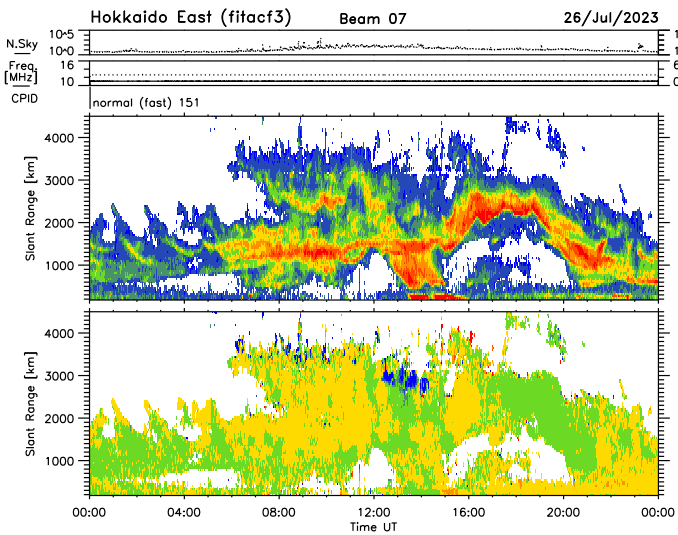 Hokkaido East (fitacf3) Beam 07 26/Jul/2023
N.Sky 10^5 10^0 1 1
Freq. [MHz] 16 10 6 0
CPID normal (fast) 151
Slant Range [km] 4000 3000 2000 1000
Slant Range [km] 4000 3000 2000 1000
00:00 04:00 08:00 12:00 16:00 20:00 00:00
Time UT